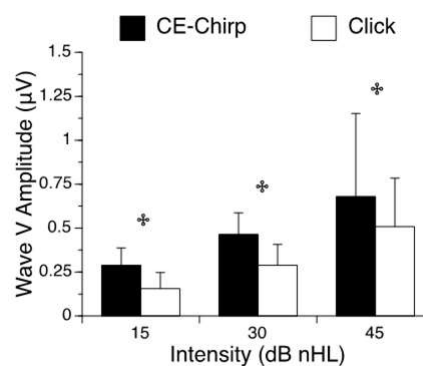 CE-Chirp Click
Wave V Amplitude (µV)
1.5
1.25
1
0.75
0.5
0.25
0
15 30 45
Intensity (dB nHL)